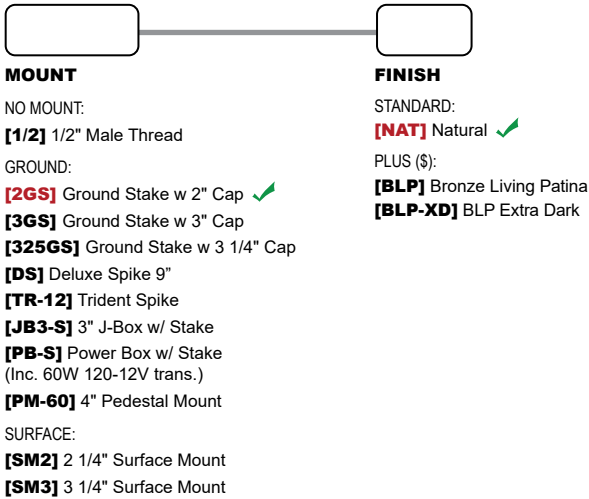 MOUNT
NO MOUNT:
[1/2] 1/2" Male Thread
GROUND:
[2GS] Ground Stake w 2" Cap
[3GS] Ground Stake w 3" Cap
[325GS] Ground Stake w 3 1/4" Cap
[DS] Deluxe Spike 9”
[TR-12] Trident Spike
[JB3-S] 3" J-Box w/ Stake
[PB-S] Power Box w/ Stake
(Inc. 60W 120-12V trans.)
[PM-60] 4" Pedestal Mount
SURFACE:
[SM2] 2 1/4" Surface Mount
[SM3] 3 1/4" Surface Mount
FINISH
STANDARD:
[NAT] Natural
PLUS ($):
[BLP] Bronze Living Patina
[BLP-XD] BLP Extra Dark